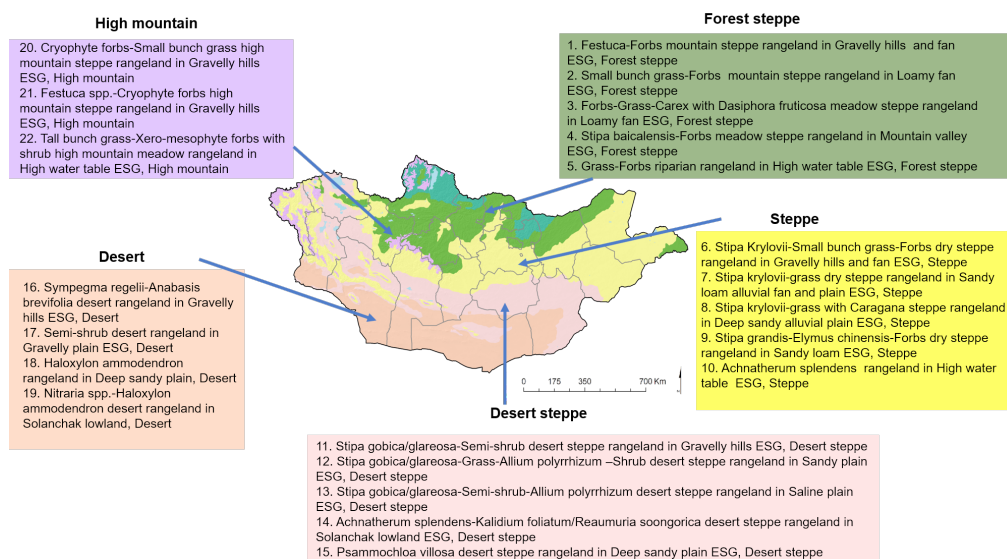 High mountain
20. Cryophyte forbs-Small bunch grass high
mountain steppe rangeland in Gravelly hills
ESG, High mountain
21. Festuca spp.-Cryophyte forbs high
mountain steppe rangeland in Gravelly hills
ESG, High mountain
22. Tall bunch grass-Xero-mesophyte forbs with
shrub high mountain meadow rangeland in
High water table ESG, High mountain
Forest steppe
1. Festuca-Forbs mountain steppe rangeland in Gravelly hills and fan
ESG, Forest steppe
2. Small bunch grass-Forbs mountain steppe rangeland in Loamy fan
ESG, Forest steppe
3. Forbs-Grass-Carex with Dasiphora fruticosa meadow steppe rangeland
in Loamy fan ESG, Forest steppe
4. Stipa baicalensis-Forbs meadow steppe rangeland in Mountain valley
ESG, Forest steppe
5. Grass-Forbs riparian rangeland in High water table ESG, Forest steppe
Steppe
6. Stipa Krylovii-Small bunch grass-Forbs dry steppe
rangeland in Gravelly hills and fan ESG, Steppe
7. Stipa krylovii-grass dry steppe rangeland in Sandy
loam alluvial fan and plain ESG, Steppe
8. Stipa krylovii-grass with Caragana steppe rangeland
in Deep sandy alluvial plain ESG, Steppe
9. Stipa grandis-Elymus chinensis-Forbs dry steppe
rangeland in Sandy loam ESG, Steppe
10. Achnatherum splendens rangeland in High water
table ESG, Steppe
Desert
16. Sympegma regelii-Anabasis
brevifolia desert rangeland in Gravelly
hills ESG, Desert
17. Semi-shrub desert rangeland in
Gravelly plain ESG, Desert
18. Haloxylon ammodendron
rangeland in Deep sandy plain, Desert
19. Nitraria spp.-Haloxylon
ammodendron desert rangeland in
Solanchak lowland, Desert
0 175 350 700 Km
Desert steppe
11. Stipa gobica/glareosa-Semi-shrub desert steppe rangeland in Gravelly hills ESG, Desert steppe
12. Stipa gobica/glareosa-Grass-Allium polyrrhizum –Shrub desert steppe rangeland in Sandy plain
ESG, Desert steppe
13. Stipa gobica/glareosa-Semi-shrub-Allium polyrrhizum desert steppe rangeland in Saline plain
ESG, Desert steppe
14. Achnatherum splendens-Kalidium foliatum/Reaumuria soongorica desert steppe rangeland in
Solanchak lowland ESG, Desert steppe
15. Psammochloa villosa desert steppe rangeland in Deep sandy plain ESG, Desert steppe